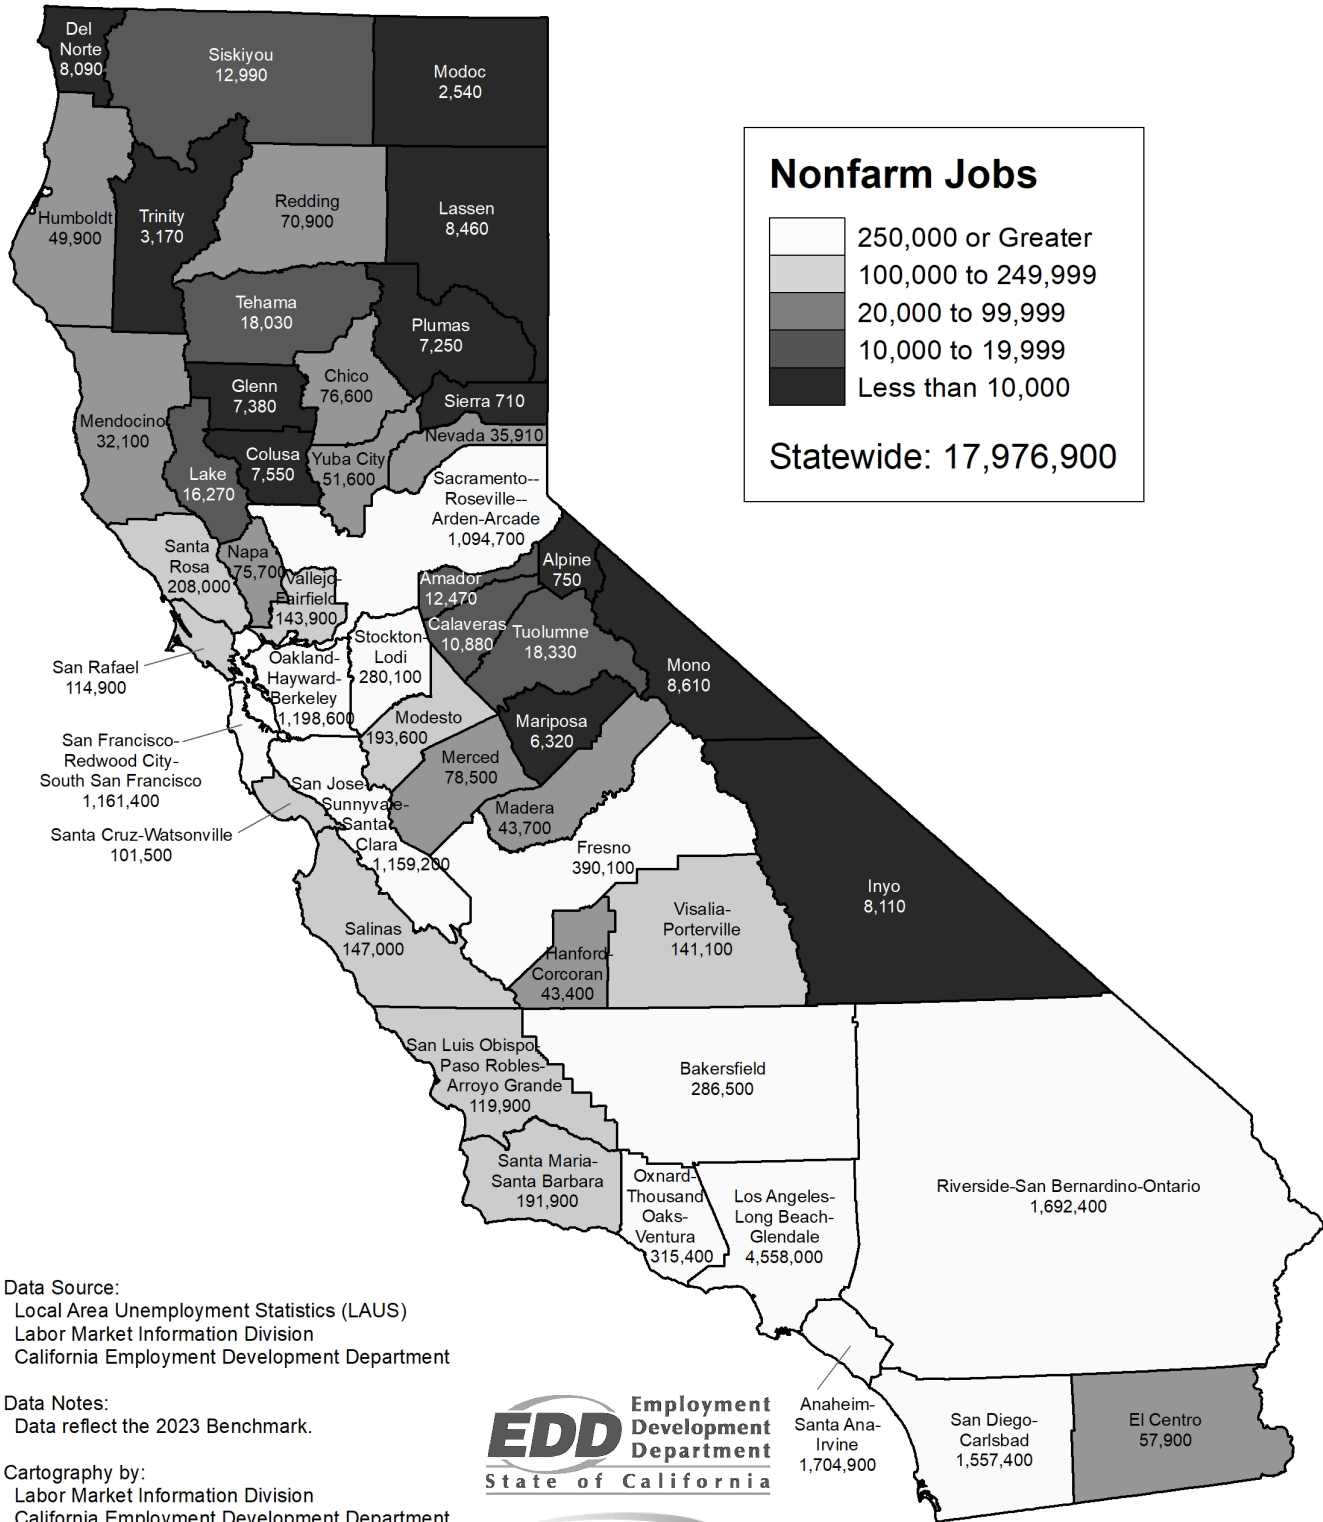 Del
Norte
8,090
Siskiyou
12,990
Modoc
2,540
Humboldt
49,900
Trinity
3,170
Redding
70,900
Lassen
8,460
Tehama
18,030
Plumas
7,250
Glenn
7,380
Chico
76,600
Sierra 710
Mendocino
32,100
Lake
16,270
Colusa
7,550
Yuba City
51,600
Nevada 35,910
Sacramento--
Roseville--
Arden-Arcade
1,094,700
Santa
Rosa
208,000
Napa
75,700
Vallejo-
Fairfield
143,900
Amador
12,470
Alpine
750
Calaveras
10,880
Tuolumne
18,330
Mono
8,610
San Rafael
114,900
Oakland-
Hayward-
Berkeley
1,198,600
Stockton-
Lodi
280,100
Modesto
193,600
Mariposa
6,320
San Francisco-
Redwood City-
South San Francisco
1,161,400
Merced
78,500
Madera
43,700
Santa Cruz-Watsonville
101,500
San Jose-
Sunnyvale-
Santa
Clara
1,159,200
Fresno
390,100
Inyo
8,110
Salinas
147,000
Hanford-
Corcoran
43,400
Visalia-
Porterville
141,100
San Luis Obispo-
Paso Robles-
Arroyo Grande
119,900
Bakersfield
286,500
Santa Maria-
Santa Barbara
191,900
Oxnard-
Thousand
Oaks-
Ventura
315,400
Los Angeles-
Long Beach-
Glendale
4,558,000
Riverside-San Bernardino-Ontario
1,692,400
Anaheim-
Santa Ana-
Irvine
1,704,900
San Diego-
Carlsbad
1,557,400
El Centro
57,900
Nonfarm Jobs
250,000 or Greater
100,000 to 249,999
20,000 to 99,999
10,000 to 19,999
Less than 10,000
Statewide: 17,976,900
Data Source:
Local Area Unemployment Statistics (LAUS)
Labor Market Information Division
California Employment Development Department
Data Notes:
Data reflect the 2023 Benchmark.
Cartography by:
Labor Market Information Division
California Employment Development Department
EDD
Employment
Development
Department
State of California